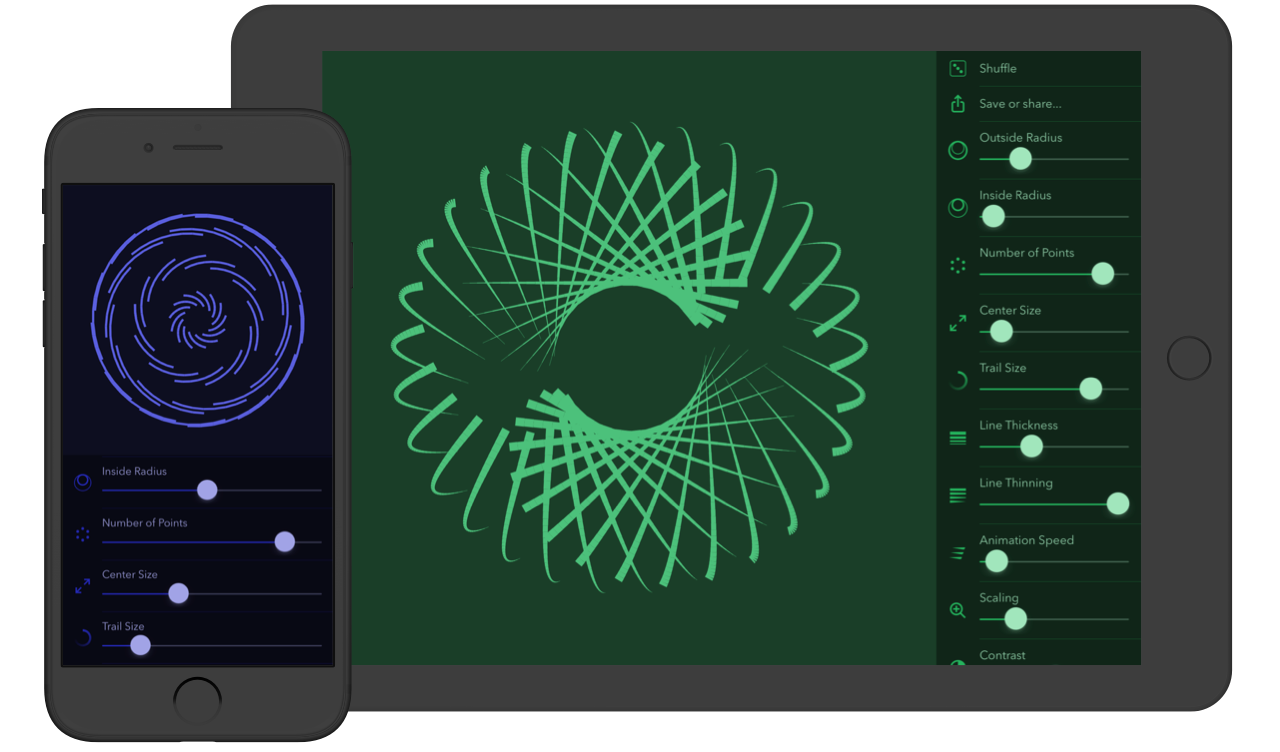 Shuffle
Save or share...
Outside Radius
Inside Radius
Number of Points
Center Size
Trail Size
Line Thickness
Line Thinning
Animation Speed
Scaling
Contrast
Inside Radius
Number of Points
Center Size
Trail Size